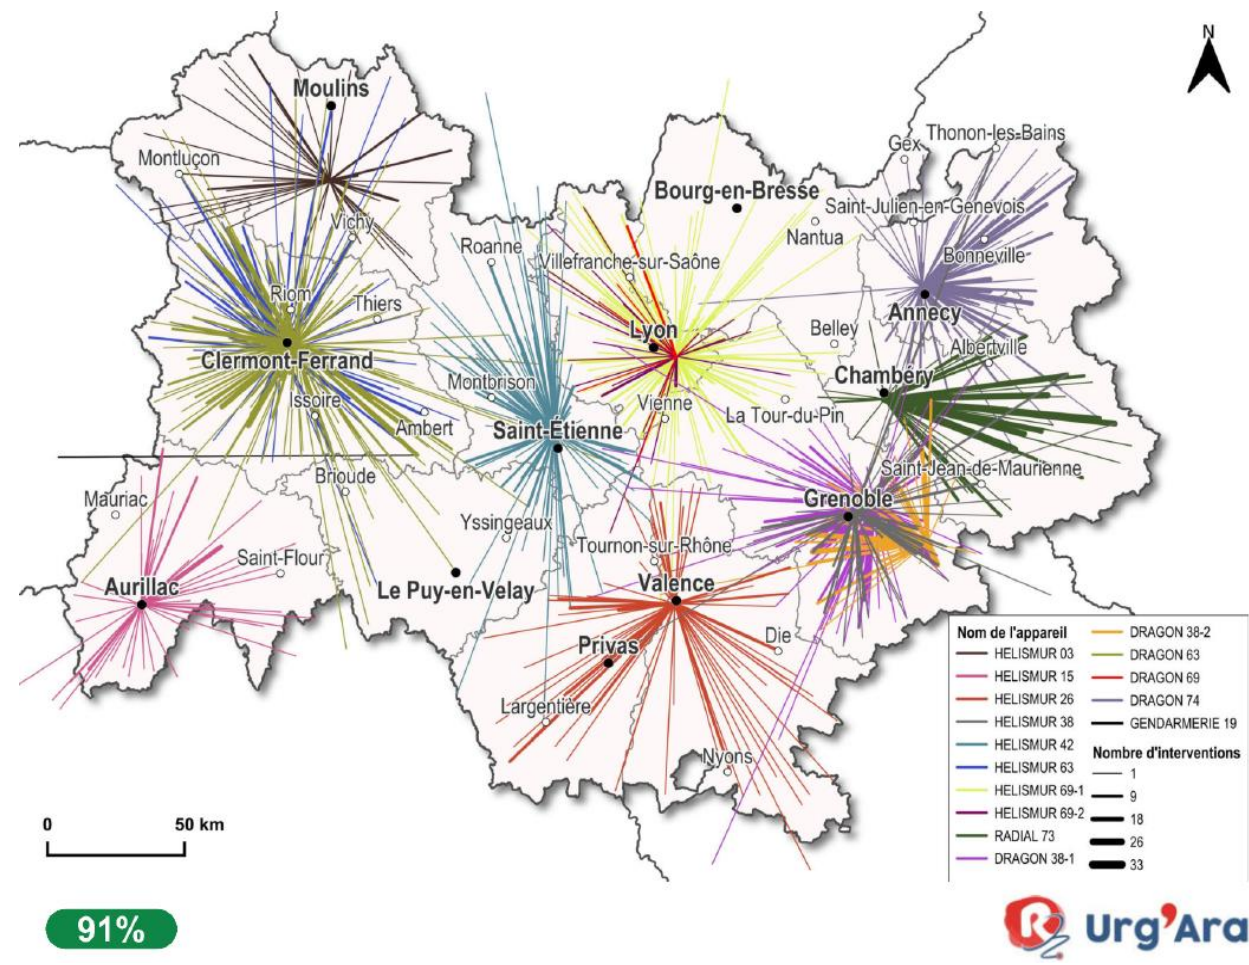 N
Moulins
Gex
Thonon-les-Bains
Montluçon
Bourg-en-Bresse
Saint-Julien-en-Genevois
Vichy
Nantua
Roanne
Villefranche-sur-Saône
Bonneville
Riom
Thiers
Annecy
Lyon
Belley
Clermont-Ferrand
Albertville
Chambéry
Montbrison
Issoire
Vienne
La Tour-du-Pin
Ambert
Saint-Étienne
Saint-Jean-de-Maurienne
Brioude
Mauriac
Grenoble
Yssingeaux
Tournon-sur-Rhône
Saint-Flour
Aurillac
Le Puy-en-Velay
Valence
Die
Privas
Largentière
Nyons
Nom de l'appareil
HELISMUR 03
HELISMUR 15
HELISMUR 26
HELISMUR 38
HELISMUR 42
HELISMUR 63
HELISMUR 69-1
HELISMUR 69-2
RADIAL 73
DRAGON 38-1
DRAGON 38-2
DRAGON 63
DRAGON 69
DRAGON 74
GENDARMERIE 19
Nombre d'interventions
1
9
18
26
33
0 50 km
91%
R2 Urg'Ara